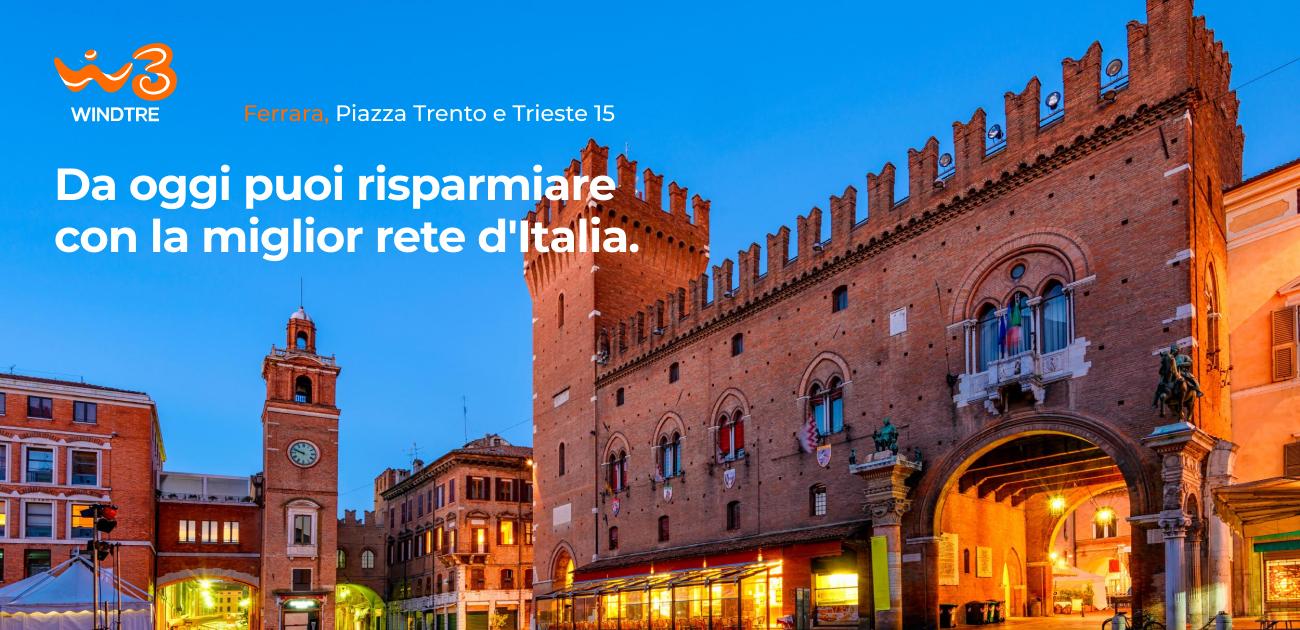 WINDTRE
Ferrara, Piazza Trento e Trieste 15
Da oggi puoi risparmiare
con la miglior rete d'Italia.